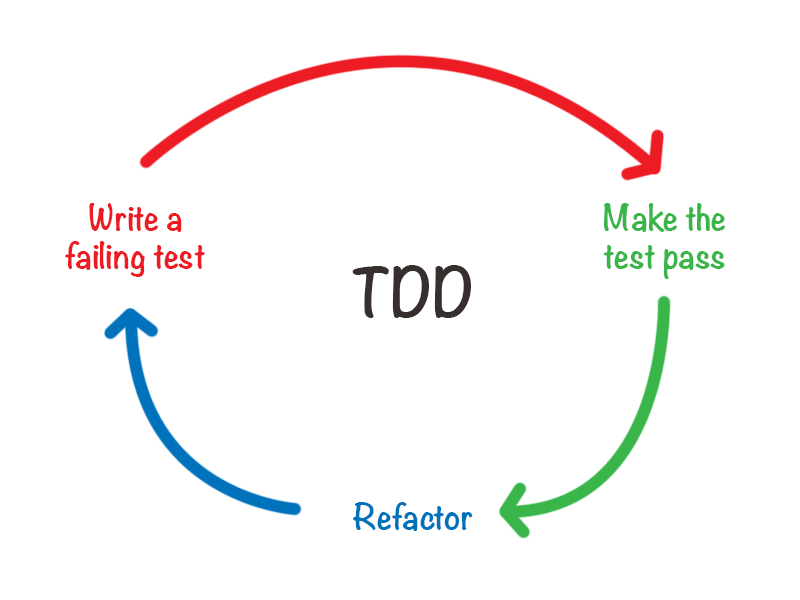 Write a
failing test
Make the
test pass
TDD
Refactor